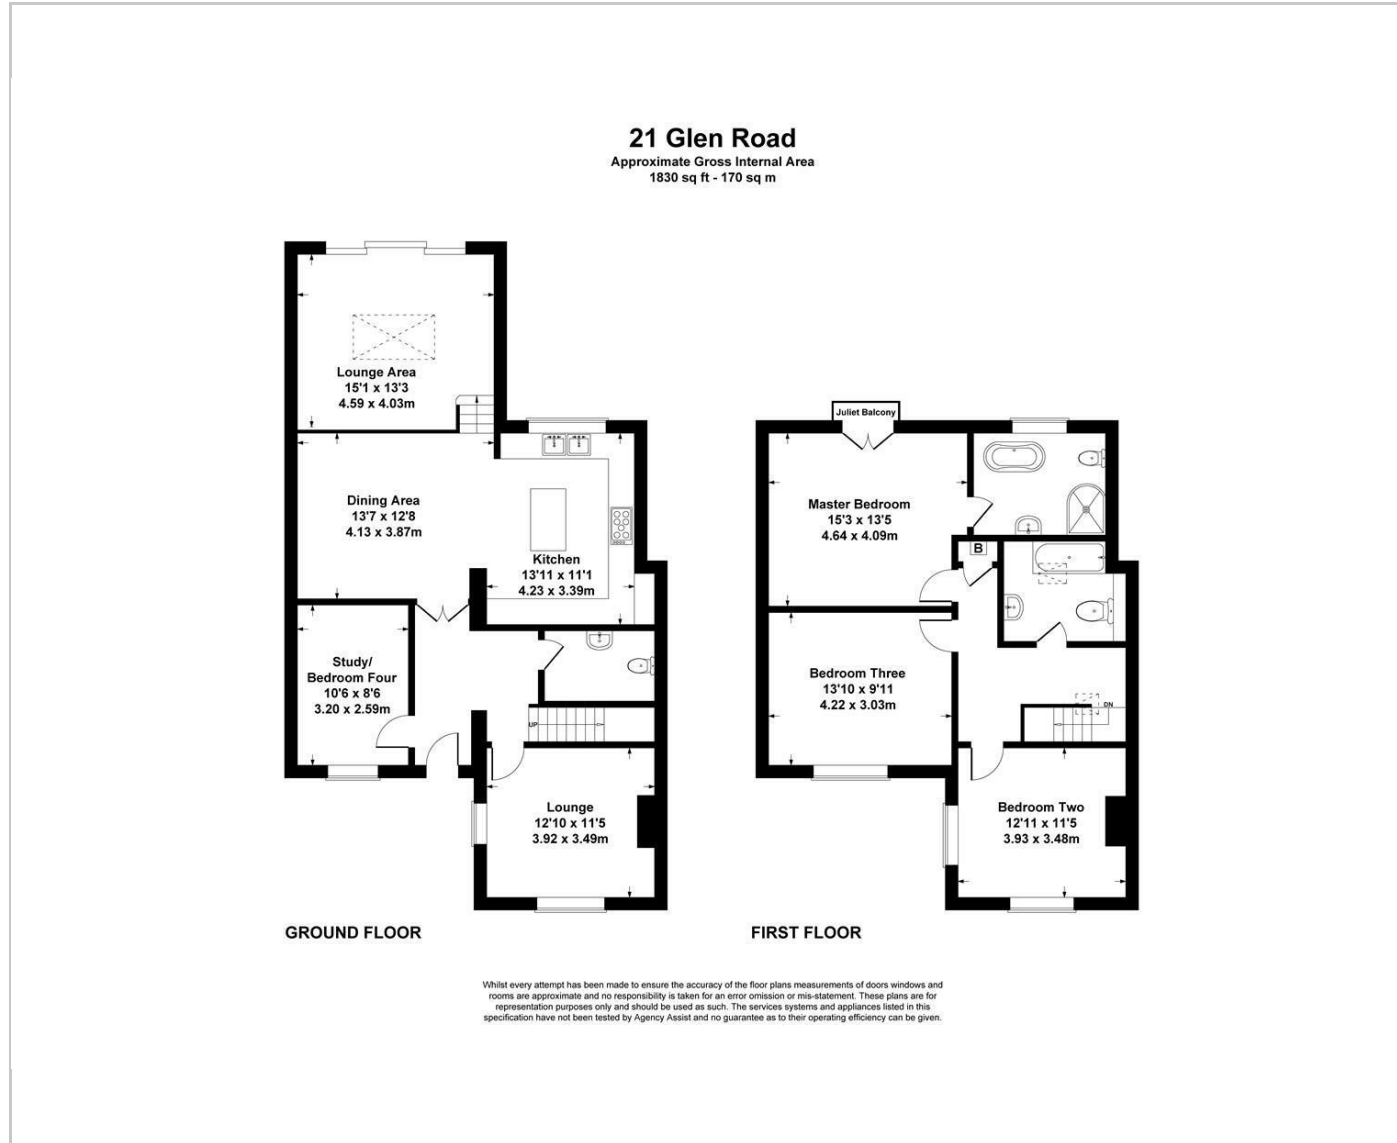 21 Glen Road
Approximate Gross Internal Area
1830 sq ft - 170 sq m
Lounge Area
15'1 x 13'3
4.59 x 4.03m
Dining Area
13'7 x 12'8
4.13 x 3.87m
Kitchen
13'11 x 11'1
4.23 x 3.39m
Study/
Bedroom Four
10'6 x 8'6
3.20 x 2.59m
UP
Lounge
12'10 x 11'5
3.92 x 3.49m
GROUND FLOOR
Juliet Balcony
Master Bedroom
15'3 x 13'5
4.64 x 4.09m
B
Bedroom Three
13'10 x 9'11
4.22 x 3.03m
DN
Bedroom Two
12'11 x 11'5
3.93 x 3.48m
FIRST FLOOR
Whilst every attempt has been made to ensure the accuracy of the floor plans measurements of doors windows and
rooms are approximate and no responsibility is taken for an error omission or mis-statement. These plans are for
representation purposes only and should be used as such. The services systems and appliances listed in this
specification have not been tested by Agency Assist and no guarantee as to their operating efficiency can be given.